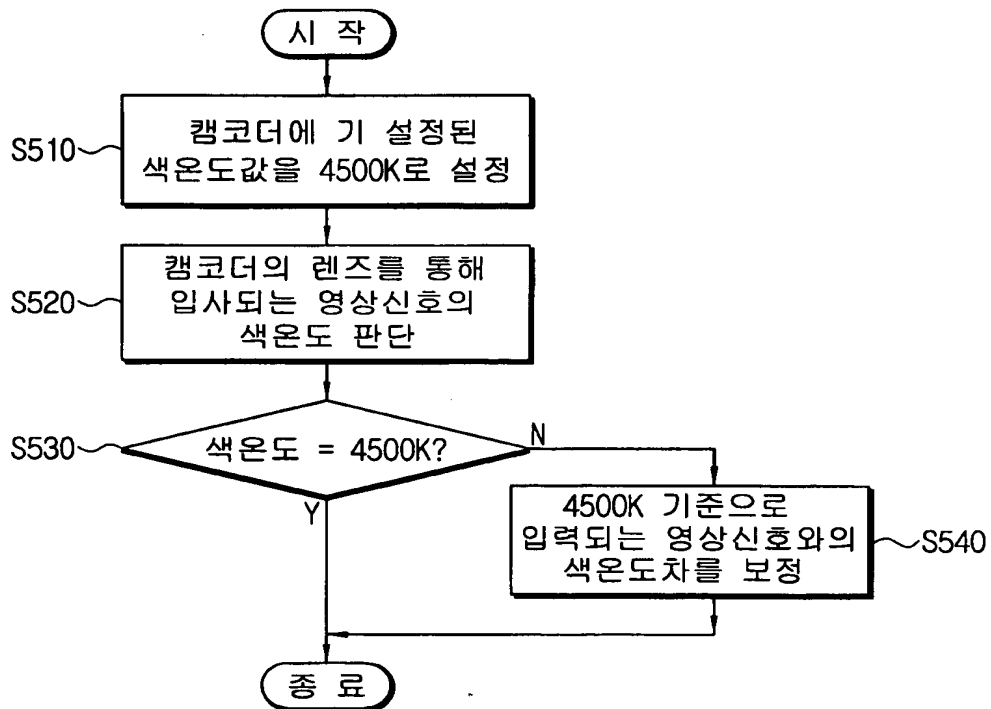 시 작
S510
캠코더에 기 설정된
색온도값을 4500K로 설정
S520
캠코더의 렌즈를 통해
입사되는 영상신호의
색온도 판단
S530
색온도 = 4500K?
N
Y
4500K 기준으로
입력되는 영상신호와의
색온도차를 보정
S540
종 료